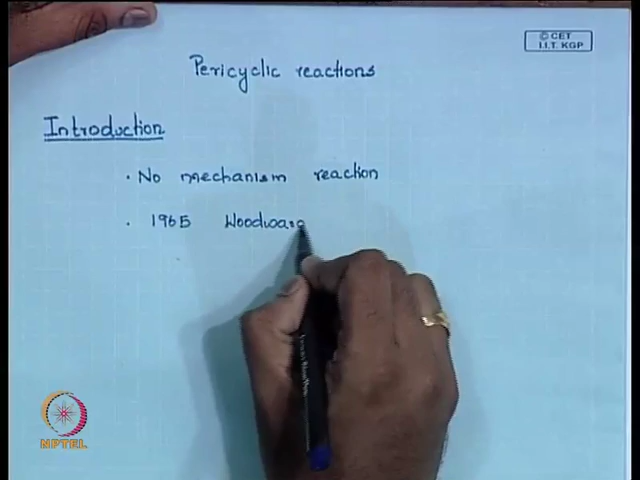 © CET
I.I.T. KGP
Pericyclic reactions
Introduction
· No mechanism reaction
· 1965 Woodwar
NPTEL